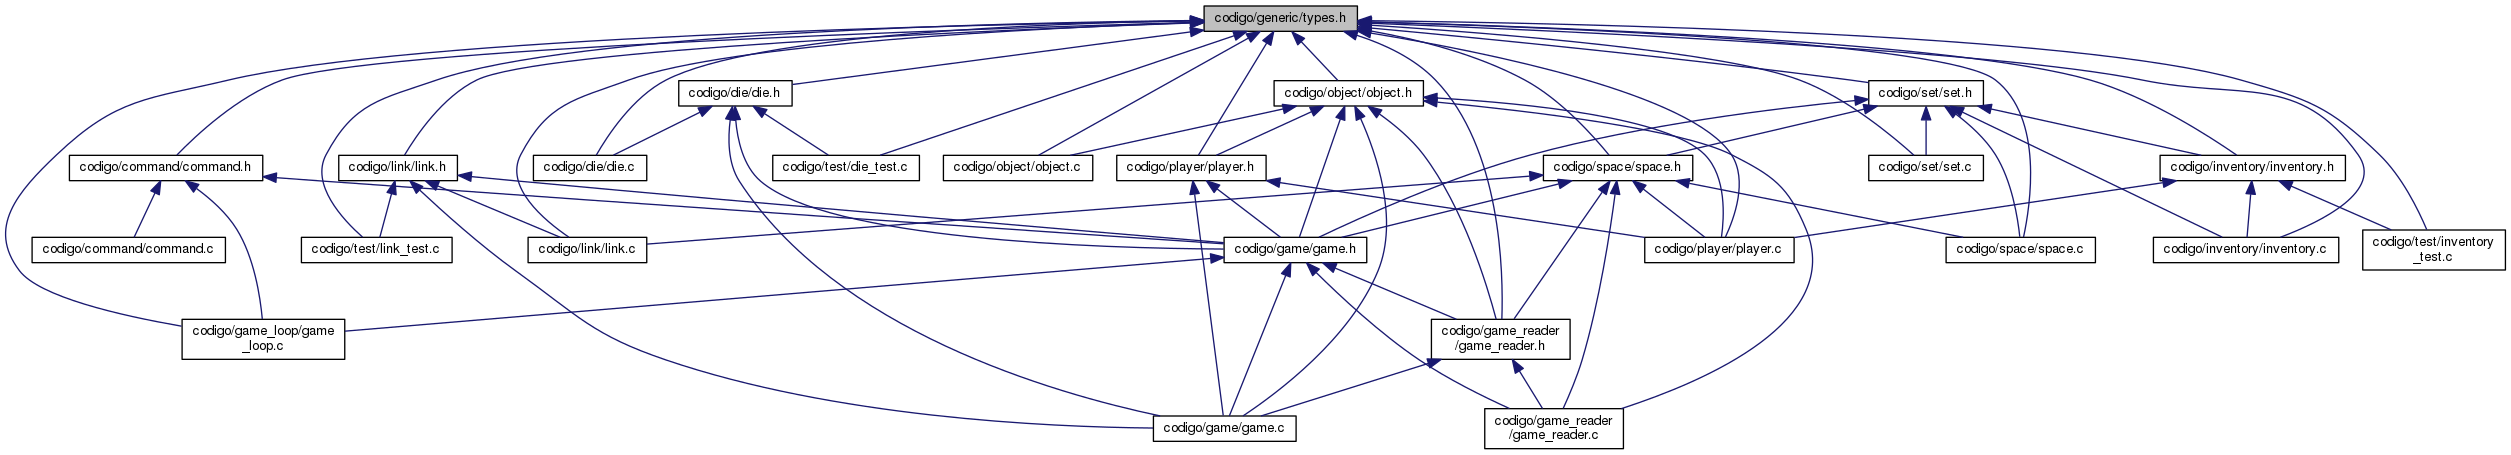 codigo/generic/types.h
codigo/die/die.h
codigo/object/object.h
codigo/set/set.h
codigo/command/command.h
codigo/link/link.h
codigo/die/die.c
codigo/test/die_test.c
codigo/object/object.c
codigo/player/player.h
codigo/space/space.h
codigo/set/set.c
codigo/inventory/inventory.h
codigo/command/command.c
codigo/test/link_test.c
codigo/link/link.c
codigo/game/game.h
codigo/player/player.c
codigo/space/space.c
codigo/inventory/inventory.c
codigo/test/inventory
_test.c
codigo/game_loop/game
_loop.c
codigo/game_reader
/game_reader.h
codigo/game/game.c
codigo/game_reader
/game_reader.c